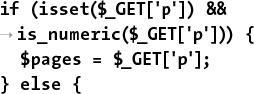 if (isset($_GET['p']) &&
→is_numeric($_GET['p'])) {
$pages = $_GET['p'];
} else {